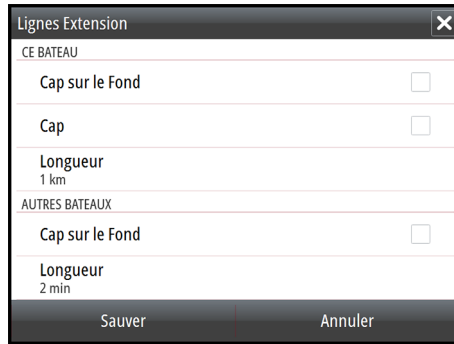 Lignes Extension
CE BATEAU
Cap sur le Fond
Cap
Longueur
1 km
AUTRES BATEAUX
Cap sur le Fond
Longueur
2 min
Sauver
Annuler